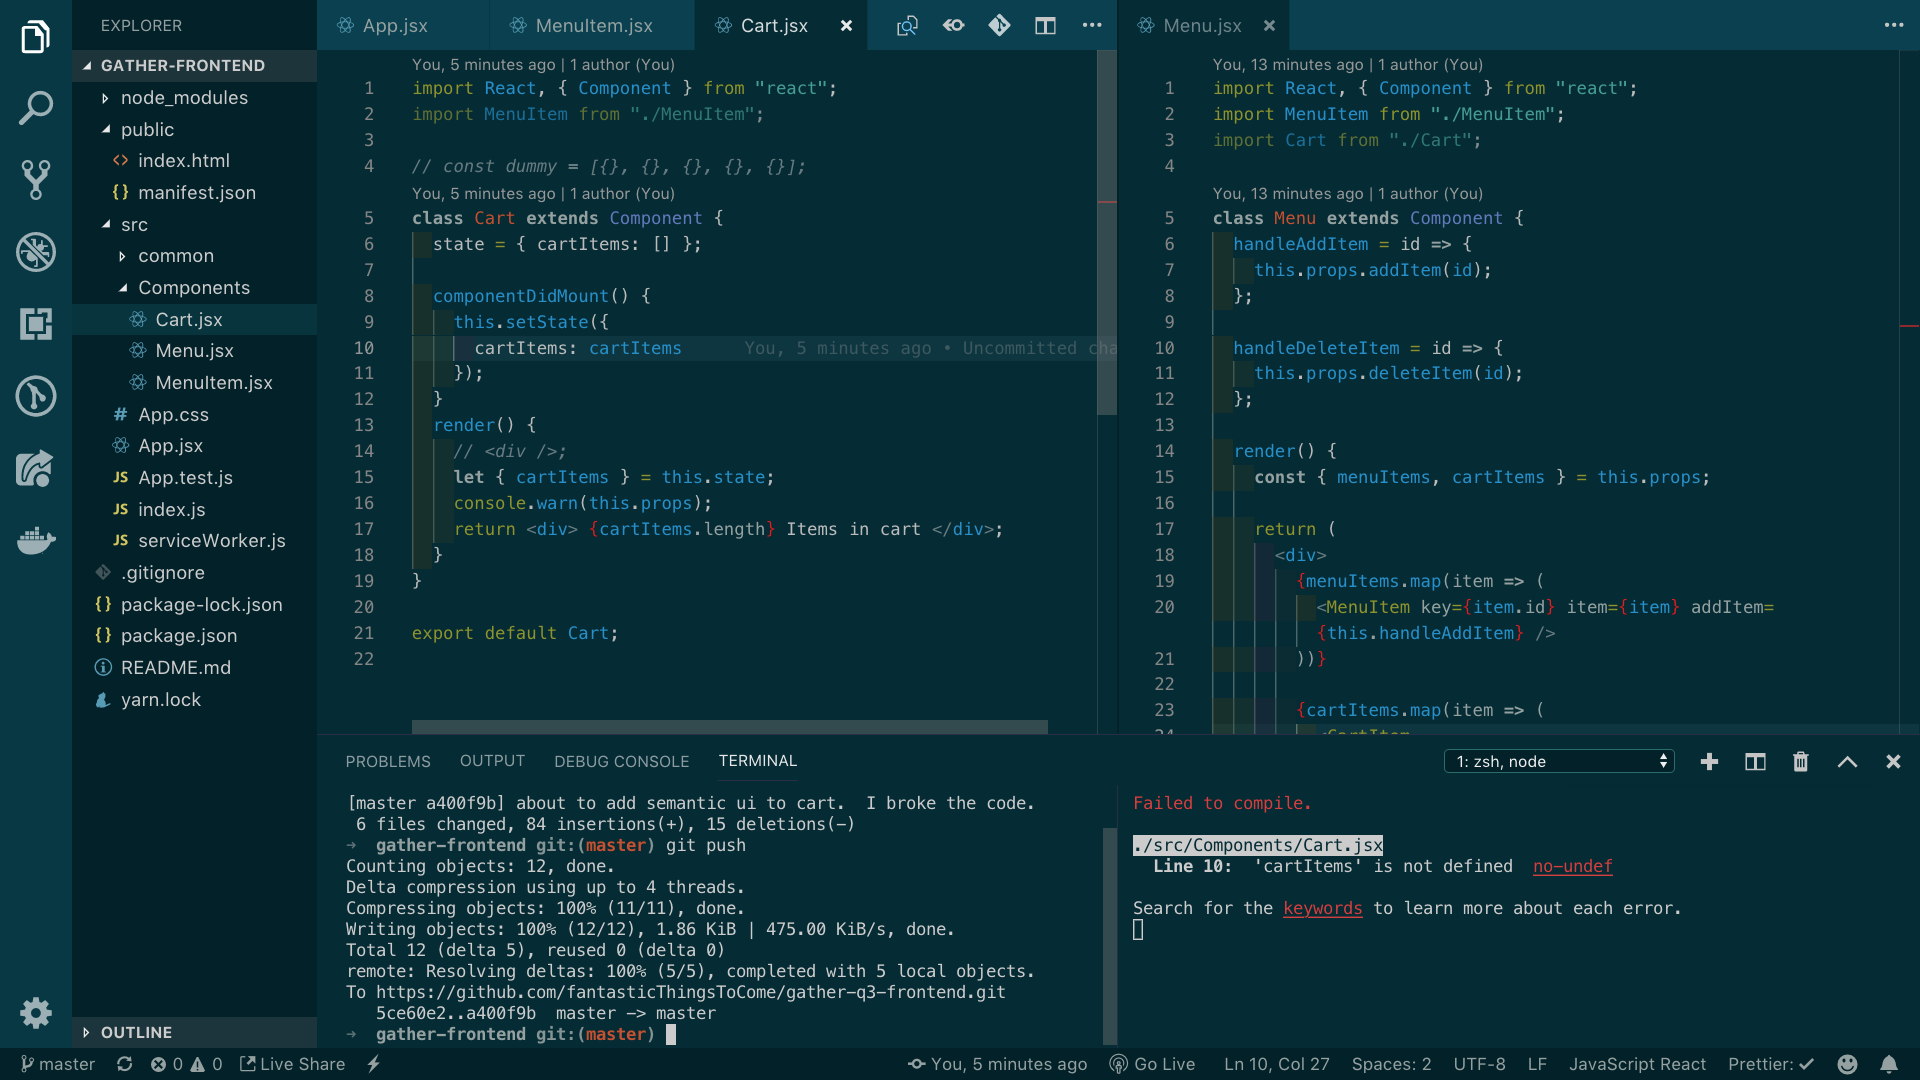 EXPLORER
GATHER-FRONTEND
node_modules
public
<> index.html
{} manifest.json
src
common
Components
Cart.jsx
Menu.jsx
MenuItem.jsx
# App.css
App.jsx
JS App.test.js
JS index.js
JS serviceWorker.js
.gitignore
{} package-lock.json
{} package.json
README.md
yarn.lock
OUTLINE
App.jsx
MenuItem.jsx
Cart.jsx
You, 5 minutes ago | 1 author (You)
1 import React, { Component } from "react";
2 import MenuItem from "./MenuItem";
3
4 // const dummy = [{}, {}, {}, {}, {}];
You, 5 minutes ago | 1 author (You)
5 class Cart extends Component {
6 state = { cartItems: [] };
7
8 componentDidMount() {
9 this.setState({
10 cartItems: cartItems You, 5 minutes ago • Uncommitted cha
11 });
12 }
13 render() {
14 // <div />;
15 let { cartItems } = this.state;
16 console.warn(this.props);
17 return <div> {cartItems.length} Items in cart </div>;
18 }
19 }
20
21 export default Cart;
22
Menu.jsx
You, 13 minutes ago | 1 author (You)
1 import React, { Component } from "react";
2 import MenuItem from "./MenuItem";
3 import Cart from "./Cart";
4
You, 13 minutes ago | 1 author (You)
5 class Menu extends Component {
6 handleAddItem = id => {
7 this.props.addItem(id);
8 };
9
10 handleDeleteItem = id => {
11 this.props.deleteItem(id);
12 };
13
14 render() {
15 const { menuItems, cartItems } = this.props;
16
17 return (
18 <div>
19 {menuItems.map(item => (
20 <MenuItem key={item.id} item={item} addItem=
{this.handleAddItem} />
21 ))}
22
23 {cartItems.map(item => (
24 <CartItem
PROBLEMS OUTPUT DEBUG CONSOLE TERMINAL
1: zsh, node
[master a400f9b] about to add semantic ui to cart. I broke the code.
6 files changed, 84 insertions(+), 15 deletions(-)
→ gather-frontend git:(master) git push
Counting objects: 12, done.
Delta compression using up to 4 threads.
Compressing objects: 100% (11/11), done.
Writing objects: 100% (12/12), 1.86 KiB | 475.00 KiB/s, done.
Total 12 (delta 5), reused 0 (delta 0)
remote: Resolving deltas: 100% (5/5), completed with 5 local objects.
To https://github.com/fantasticThingsToCome/gather-q3-frontend.git
5ce60e2..a400f9b master -> master
→ gather-frontend git:(master)
Failed to compile.
./src/Components/Cart.jsx
Line 10: 'cartItems' is not defined no-undef
Search for the keywords to learn more about each error.
master 0 0 Live Share You, 5 minutes ago Go Live Ln 10, Col 27 Spaces: 2 UTF-8 LF JavaScript React Prettier: ✓